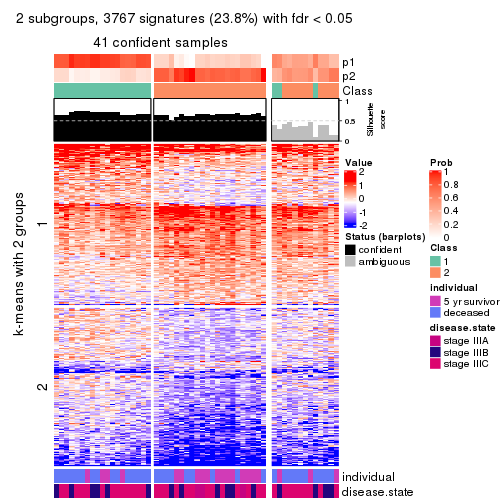 2 subgroups, 3767 signatures (23.8%) with fdr < 0.05
41 confident samples
p1
p2
Class
1
0.5
0
Silhouette
score
k-means with 2 groups
1
2
individual
disease.state
Value
2
1
0
-1
-2
Status (barplots)
confident
ambiguous
Prob
1
0.8
0.6
0.4
0.2
0
Class
1
2
individual
5 yr survivor
deceased
disease.state
stage IIIA
stage IIIB
stage IIIC